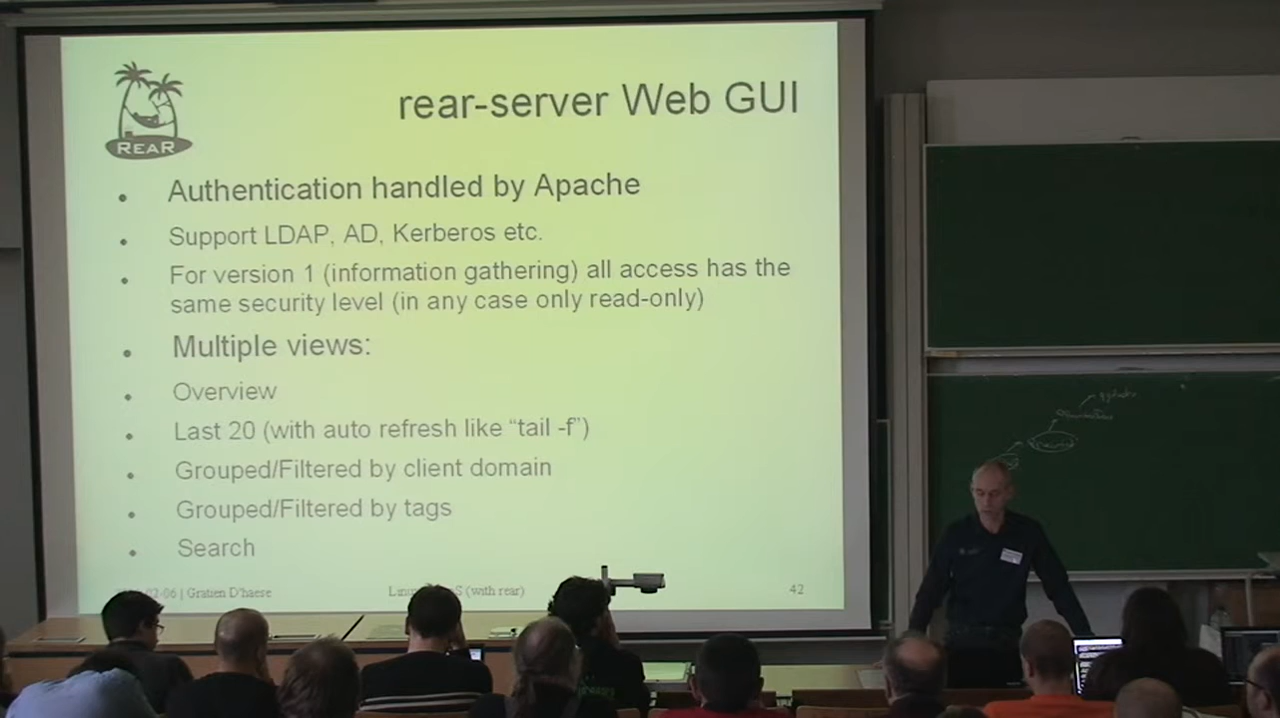 rear-server Web GUI
REAR
• Authentication handled by Apache
• Support LDAP, AD, Kerberos etc.
• For version 1 (information gathering) all access has the
same security level (in any case only read-only)
• Multiple views:
• Overview
• Last 20 (with auto refresh like “tail -f”)
• Grouped/Filtered by client domain
• Grouped/Filtered by tags
• Search
02-06 | Gratien D'haese
(with rear)
42